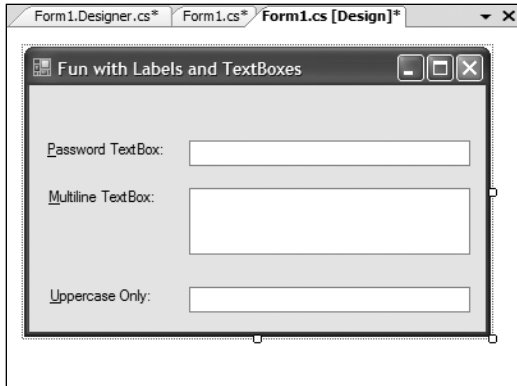 Form1.Designer.cs* Form1.cs* Form1.cs [Design]*
Fun with Labels and TextBoxes
Password TextBox:
Multiline TextBox:
Uppercase Only: